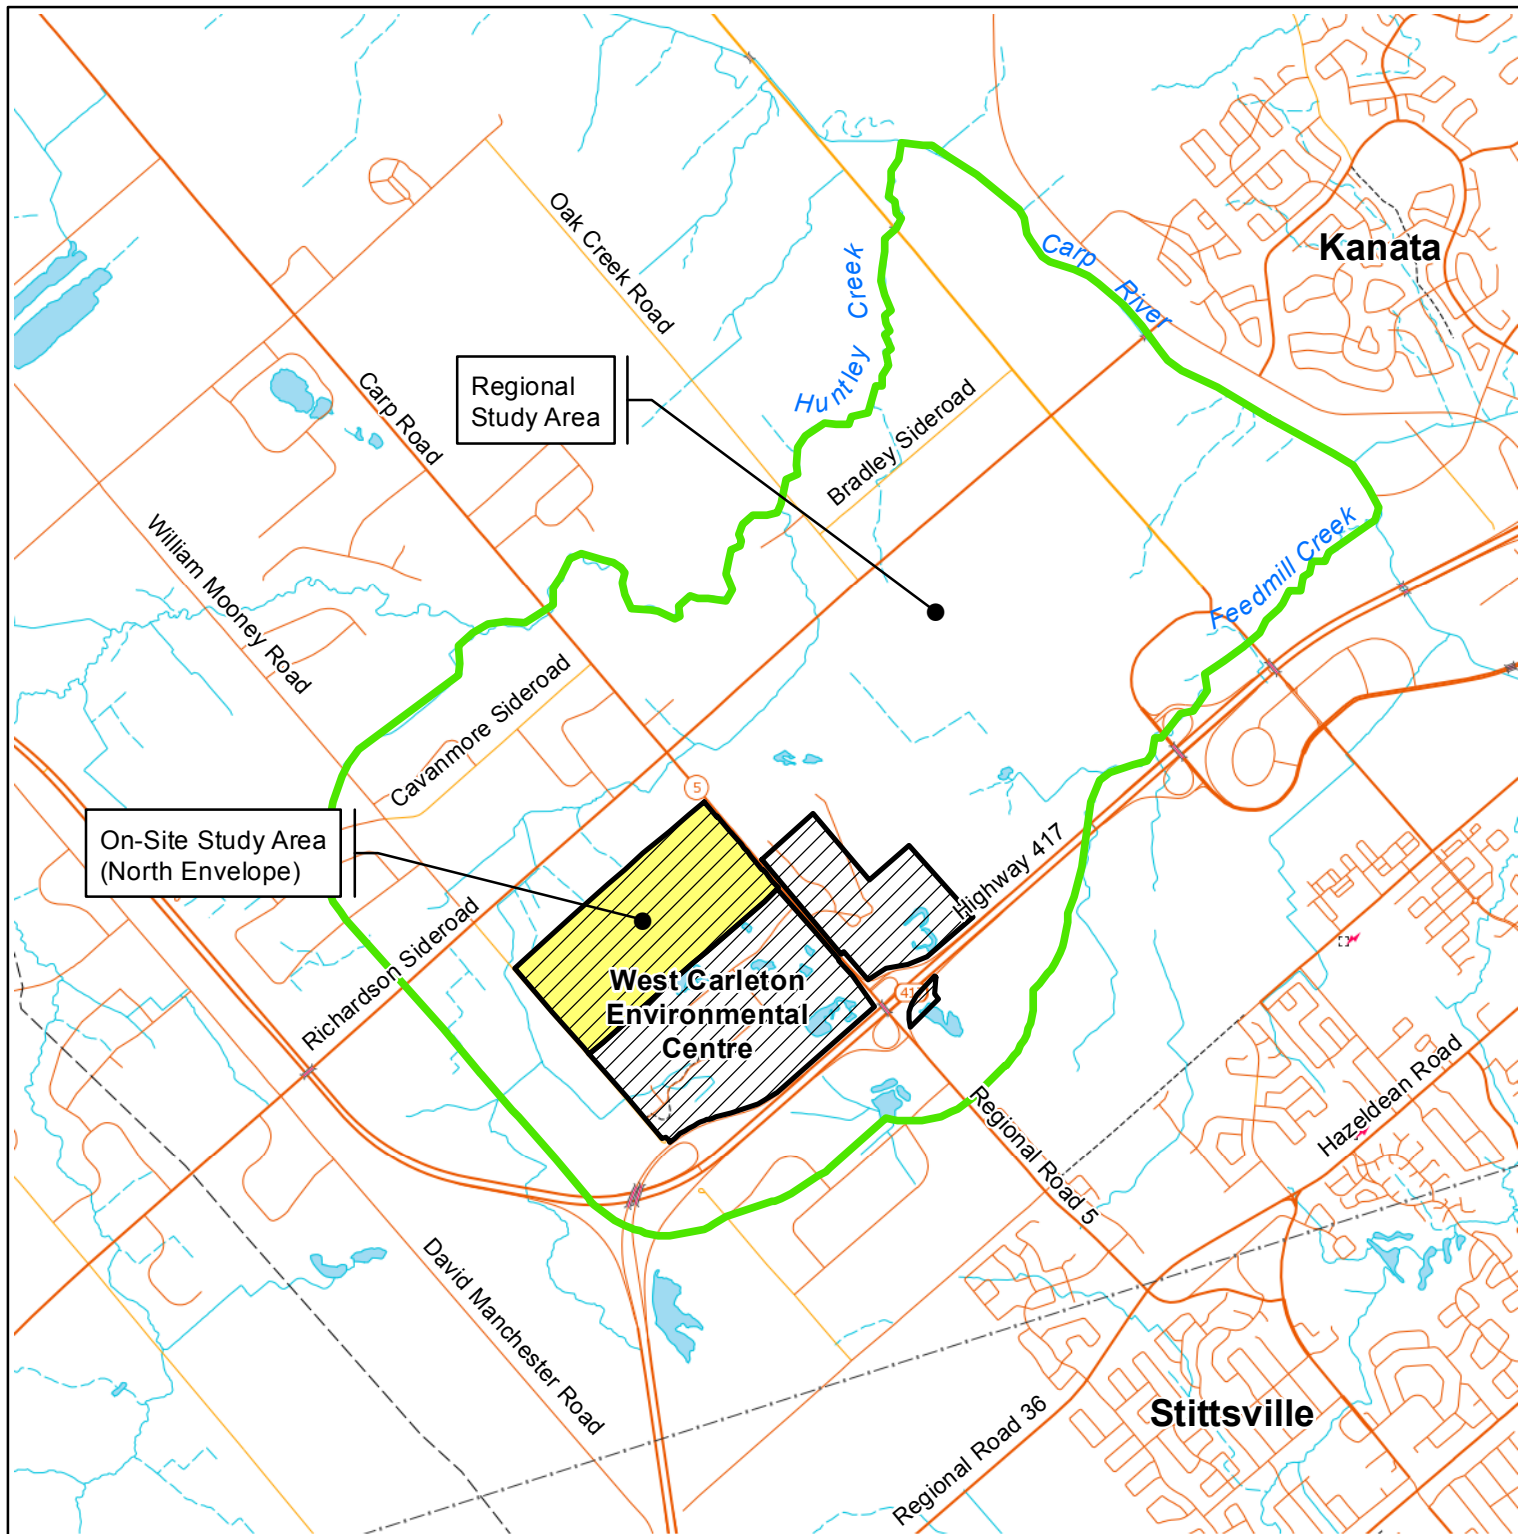 Oak Creek Road
Huntley Creek
Carp River
Kanata
Carp Road
Regional
Study Area
Bradley Sideroad
William Mooney Road
Feedmill Creek
Cavanmore Sideroad
5
On-Site Study Area
(North Envelope)
Highway 417
Richardson Sideroad
West Carleton
Environmental
Centre
Regional Road 5
Hazeldean Road
David Manchester Road
Stittsville
Regional Road 36